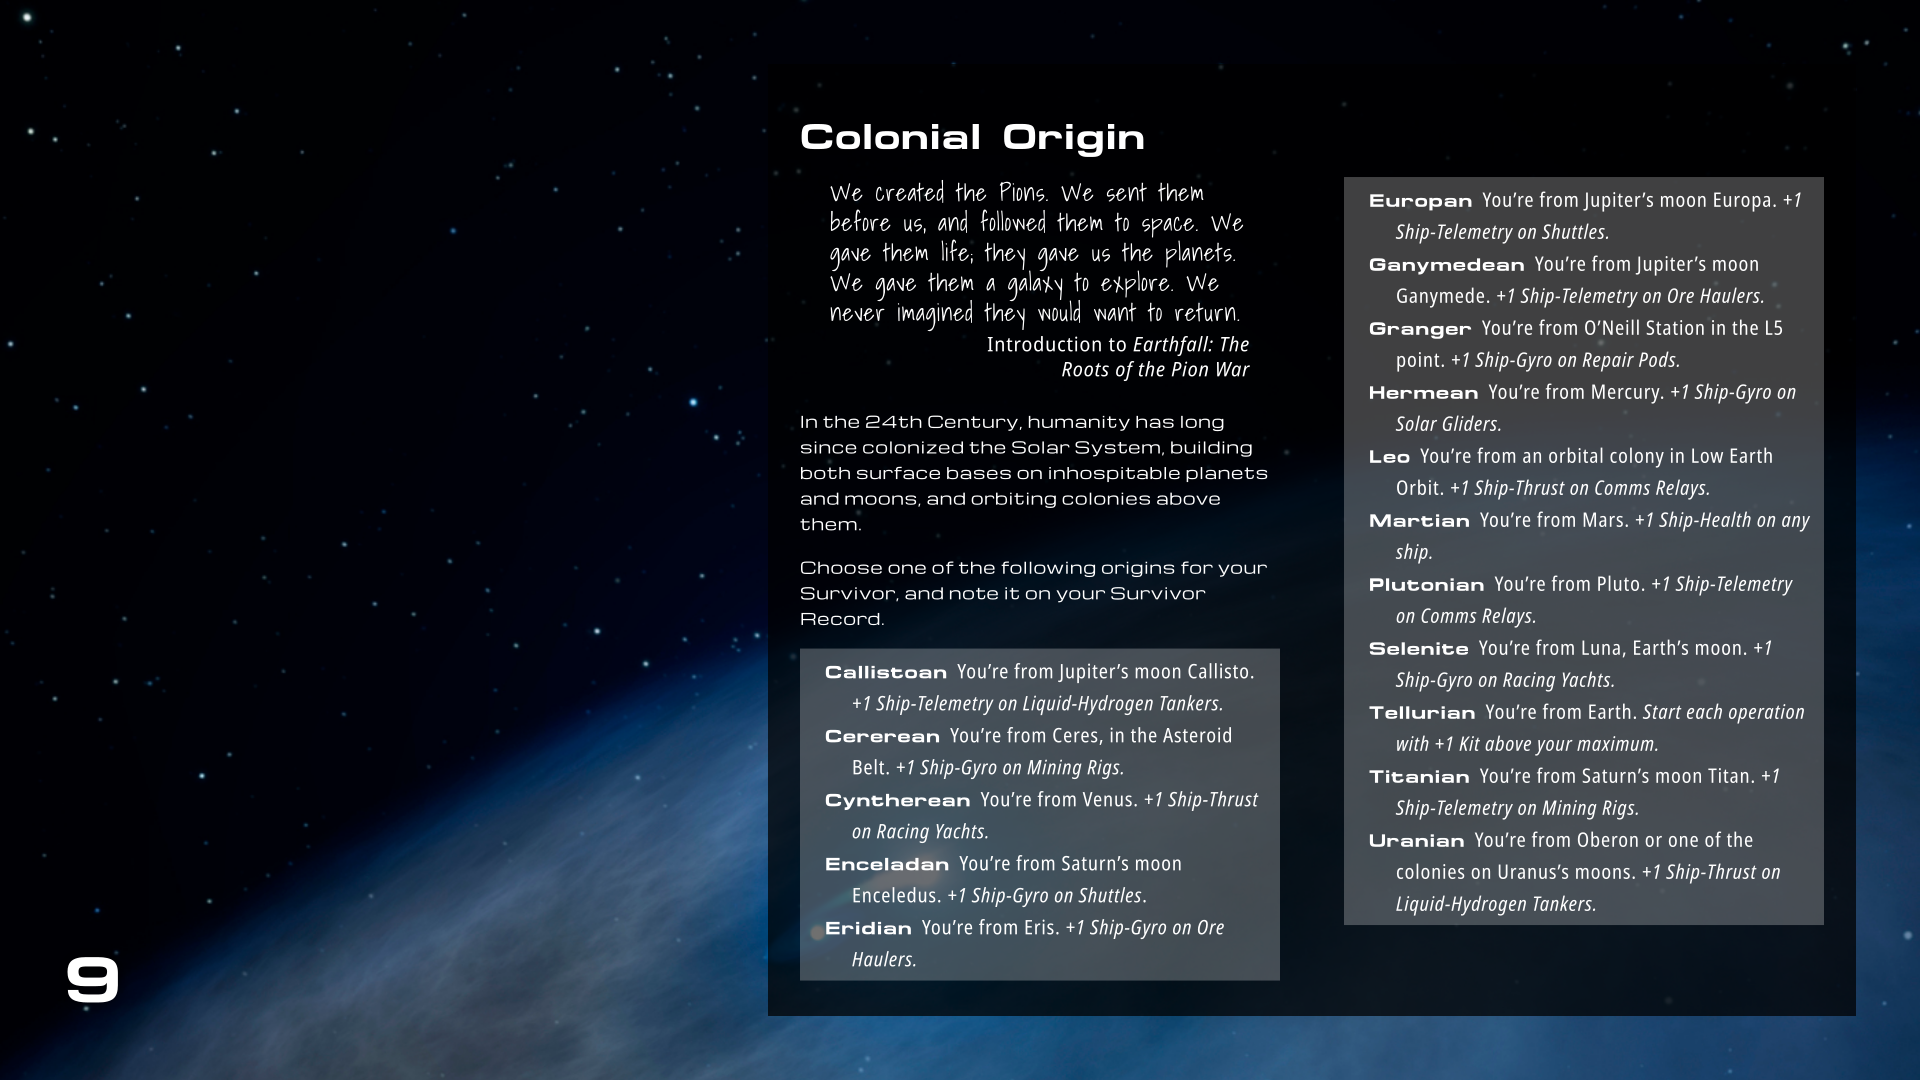 Colonial Origin
We created the Pions. We sent them
before us, and followed them to space. We
gave them life; they gave us the planets.
We gave them a galaxy to explore. We
never imagined they would want to return.
Introduction to Earthfall: The
Roots of the Pion War
In the 24th Century, humanity has long
since colonized the Solar System, building
both surface bases on inhospitable planets
and moons, and orbiting colonies above
them.
Choose one of the following origins for your
Survivor, and note it on your Survivor
Record.
Callistoan You’re from Jupiter’s moon Callisto.
+1 Ship-Telemetry on Liquid-Hydrogen Tankers.
Cererean You’re from Ceres, in the Asteroid
Belt. +1 Ship-Gyro on Mining Rigs.
Cyntherean You’re from Venus. +1 Ship-Thrust
on Racing Yachts.
Enceladan You’re from Saturn’s moon
Enceledus. +1 Ship-Gyro on Shuttles.
Eridian You’re from Eris. +1 Ship-Gyro on Ore
Haulers.
Europan You’re from Jupiter’s moon Europa. +1
Ship-Telemetry on Shuttles.
Ganymedean You’re from Jupiter’s moon
Ganymede. +1 Ship-Telemetry on Ore Haulers.
Granger You’re from O’Neill Station in the L5
point. +1 Ship-Gyro on Repair Pods.
Hermean You’re from Mercury. +1 Ship-Gyro on
Solar Gliders.
Leo You’re from an orbital colony in Low Earth
Orbit. +1 Ship-Thrust on Comms Relays.
Martian You’re from Mars. +1 Ship-Health on any
ship.
Plutonian You’re from Pluto. +1 Ship-Telemetry
on Comms Relays.
Selenite You’re from Luna, Earth’s moon. +1
Ship-Gyro on Racing Yachts.
Tellurian You’re from Earth. Start each operation
with +1 Kit above your maximum.
Titanian You’re from Saturn’s moon Titan. +1
Ship-Telemetry on Mining Rigs.
Uranian You’re from Oberon or one of the
colonies on Uranus’s moons. +1 Ship-Thrust on
Liquid-Hydrogen Tankers.
9